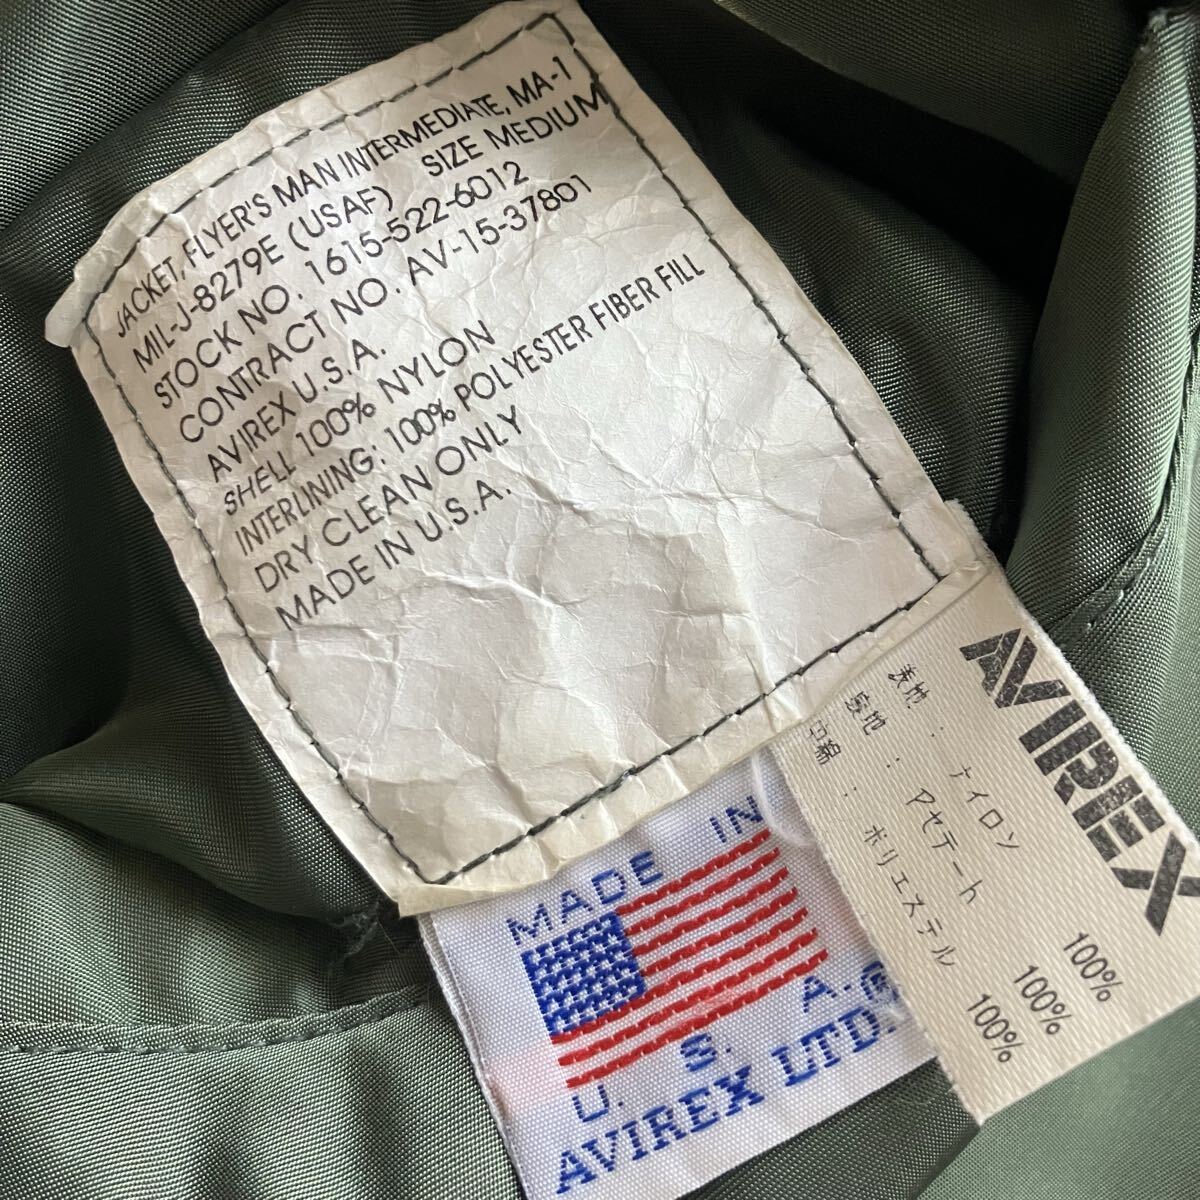 JACKET, FLYER'S MAN INTERMEDIATE, MA-1
MIL-J-8279E (USAF) SIZE MEDIUM
STOCK NO. 1615-522-6012
CONTRACT NO. AV-15-37801
AVIREX U.S.A.
SHELL 100% NYLON
INTERLINING: 100% POLYESTER FIBER FILL
DRY CLEAN ONLY
MADE IN U.S.A.
AVIREX
表地 : ナイロン 100%
裏地 : アセテート 100%
中綿 : ポリエステル 100%
MADE IN
U. S. A. ®
AVIREX LTD.